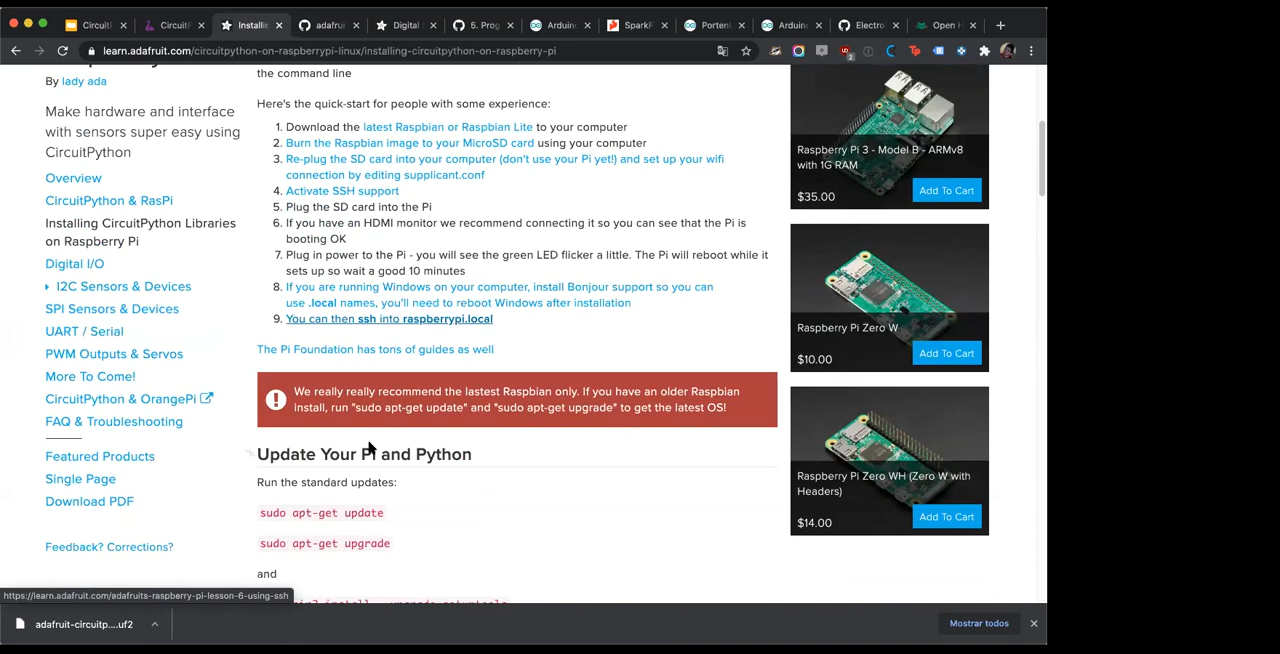 Circuitl
Circuitl
Installin
adafrui
Digital
5. Prog
Arduin
SparkF
Portent
Arduin
Electro
Open H
learn.adafruit.com/circuitpython-on-raspberrypi-linux/installing-circuitpython-on-raspberry-pi
By lady ada
Make hardware and interface
with sensors super easy using
CircuitPython
Overview
CircuitPython & RasPi
Installing CircuitPython Libraries
on Raspberry Pi
Digital I/O
I2C Sensors & Devices
SPI Sensors & Devices
UART / Serial
PWM Outputs & Servos
More To Come!
CircuitPython & OrangePi
FAQ & Troubleshooting
Featured Products
Single Page
Download PDF
Feedback? Corrections?
the command line
Here's the quick-start for people with some experience:
1. Download the latest Raspbian or Raspbian Lite to your computer
2. Burn the Raspbian image to your MicroSD card using your computer
3. Re-plug the SD card into your computer (don't use your Pi yet!) and set up your wifi
connection by editing supplicant.conf
4. Activate SSH support
5. Plug the SD card into the Pi
6. If you have an HDMI monitor we recommend connecting it so you can see that the Pi is
booting OK
7. Plug in power to the Pi - you will see the green LED flicker a little. The Pi will reboot while it
sets up so wait a good 10 minutes
8. If you are running Windows on your computer, install Bonjour support so you can
use .local names, you'll need to reboot Windows after installation
9. You can then ssh into raspberrypi.local
The Pi Foundation has tons of guides as well
We really really recommend the lastest Raspbian only. If you have an older Raspbian
install, run "sudo apt-get update" and "sudo apt-get upgrade" to get the latest OS!
Update Your Pi and Python
Run the standard updates:
sudo apt-get update
sudo apt-get upgrade
and
Raspberry Pi 3 - Model B - ARMv8
with 1G RAM
$35.00
Add To Cart
Raspberry Pi Zero W
$10.00
Add To Cart
Raspberry Pi Zero WH (Zero W with
Headers)
$14.00
Add To Cart
https://learn.adafruit.com/adafruits-raspberry-pi-lesson-6-using-ssh
adafruit-circuitp....uf2
Mostrar todos